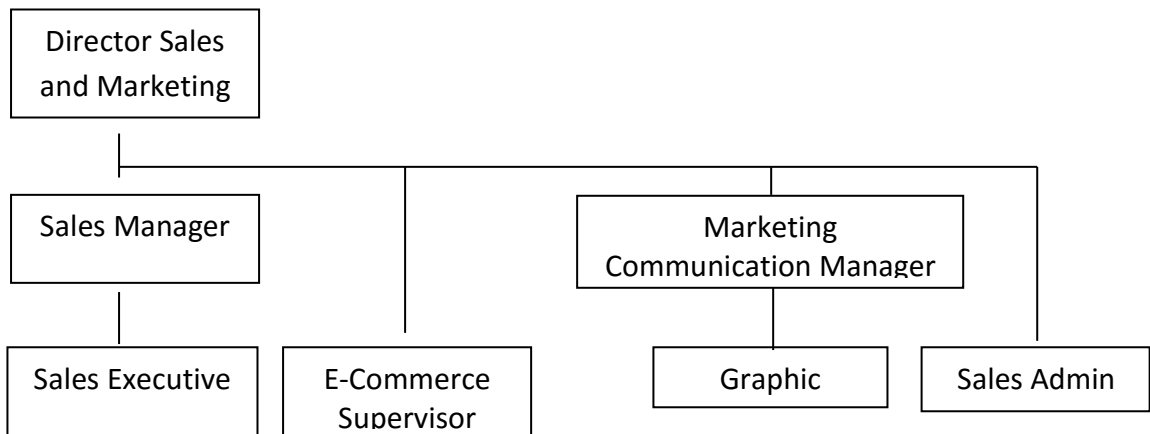 Director Sales
and Marketing
Sales Manager
Marketing
Communication Manager
Sales Executive
E-Commerce
Supervisor
Graphic
Sales Admin